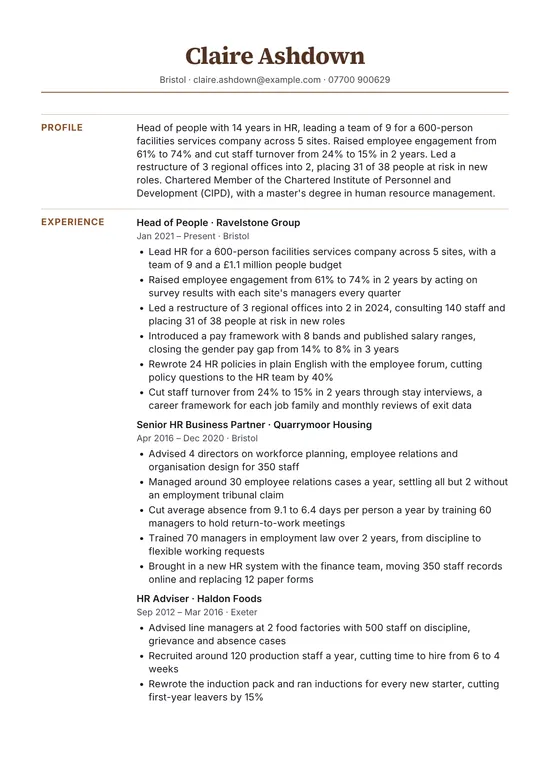 Claire Ashdown
Bristol · claire.ashdown@example.com · 07700 900629
PROFILE
Head of people with 14 years in HR, leading a team of 9 for a 600-person
facilities services company across 5 sites. Raised employee engagement from
61% to 74% and cut staff turnover from 24% to 15% in 2 years. Led a
restructure of 3 regional offices into 2, placing 31 of 38 people at risk in new
roles. Chartered Member of the Chartered Institute of Personnel and
Development (CIPD), with a master's degree in human resource management.
EXPERIENCE
Head of People · Ravelstone Group
Jan 2021 – Present · Bristol
• Lead HR for a 600-person facilities services company across 5 sites, with a
team of 9 and a £1.1 million people budget
• Raised employee engagement from 61% to 74% in 2 years by acting on
survey results with each site's managers every quarter
• Led a restructure of 3 regional offices into 2 in 2024, consulting 140 staff and
placing 31 of 38 people at risk in new roles
• Introduced a pay framework with 8 bands and published salary ranges,
closing the gender pay gap from 14% to 8% in 3 years
• Rewrote 24 HR policies in plain English with the employee forum, cutting
policy questions to the HR team by 40%
• Cut staff turnover from 24% to 15% in 2 years through stay interviews, a
career framework for each job family and monthly reviews of exit data
Senior HR Business Partner · Quarrymoor Housing
Apr 2016 – Dec 2020 · Bristol
• Advised 4 directors on workforce planning, employee relations and
organisation design for 350 staff
• Managed around 30 employee relations cases a year, settling all but 2 without
an employment tribunal claim
• Cut average absence from 9.1 to 6.4 days per person a year by training 60
managers to hold return-to-work meetings
• Trained 70 managers in employment law over 2 years, from discipline to
flexible working requests
• Brought in a new HR system with the finance team, moving 350 staff records
online and replacing 12 paper forms
HR Adviser · Haldon Foods
Sep 2012 – Mar 2016 · Exeter
• Advised line managers at 2 food factories with 500 staff on discipline,
grievance and absence cases
• Recruited around 120 production staff a year, cutting time to hire from 6 to 4
weeks
• Rewrote the induction pack and ran inductions for every new starter, cutting
first-year leavers by 15%